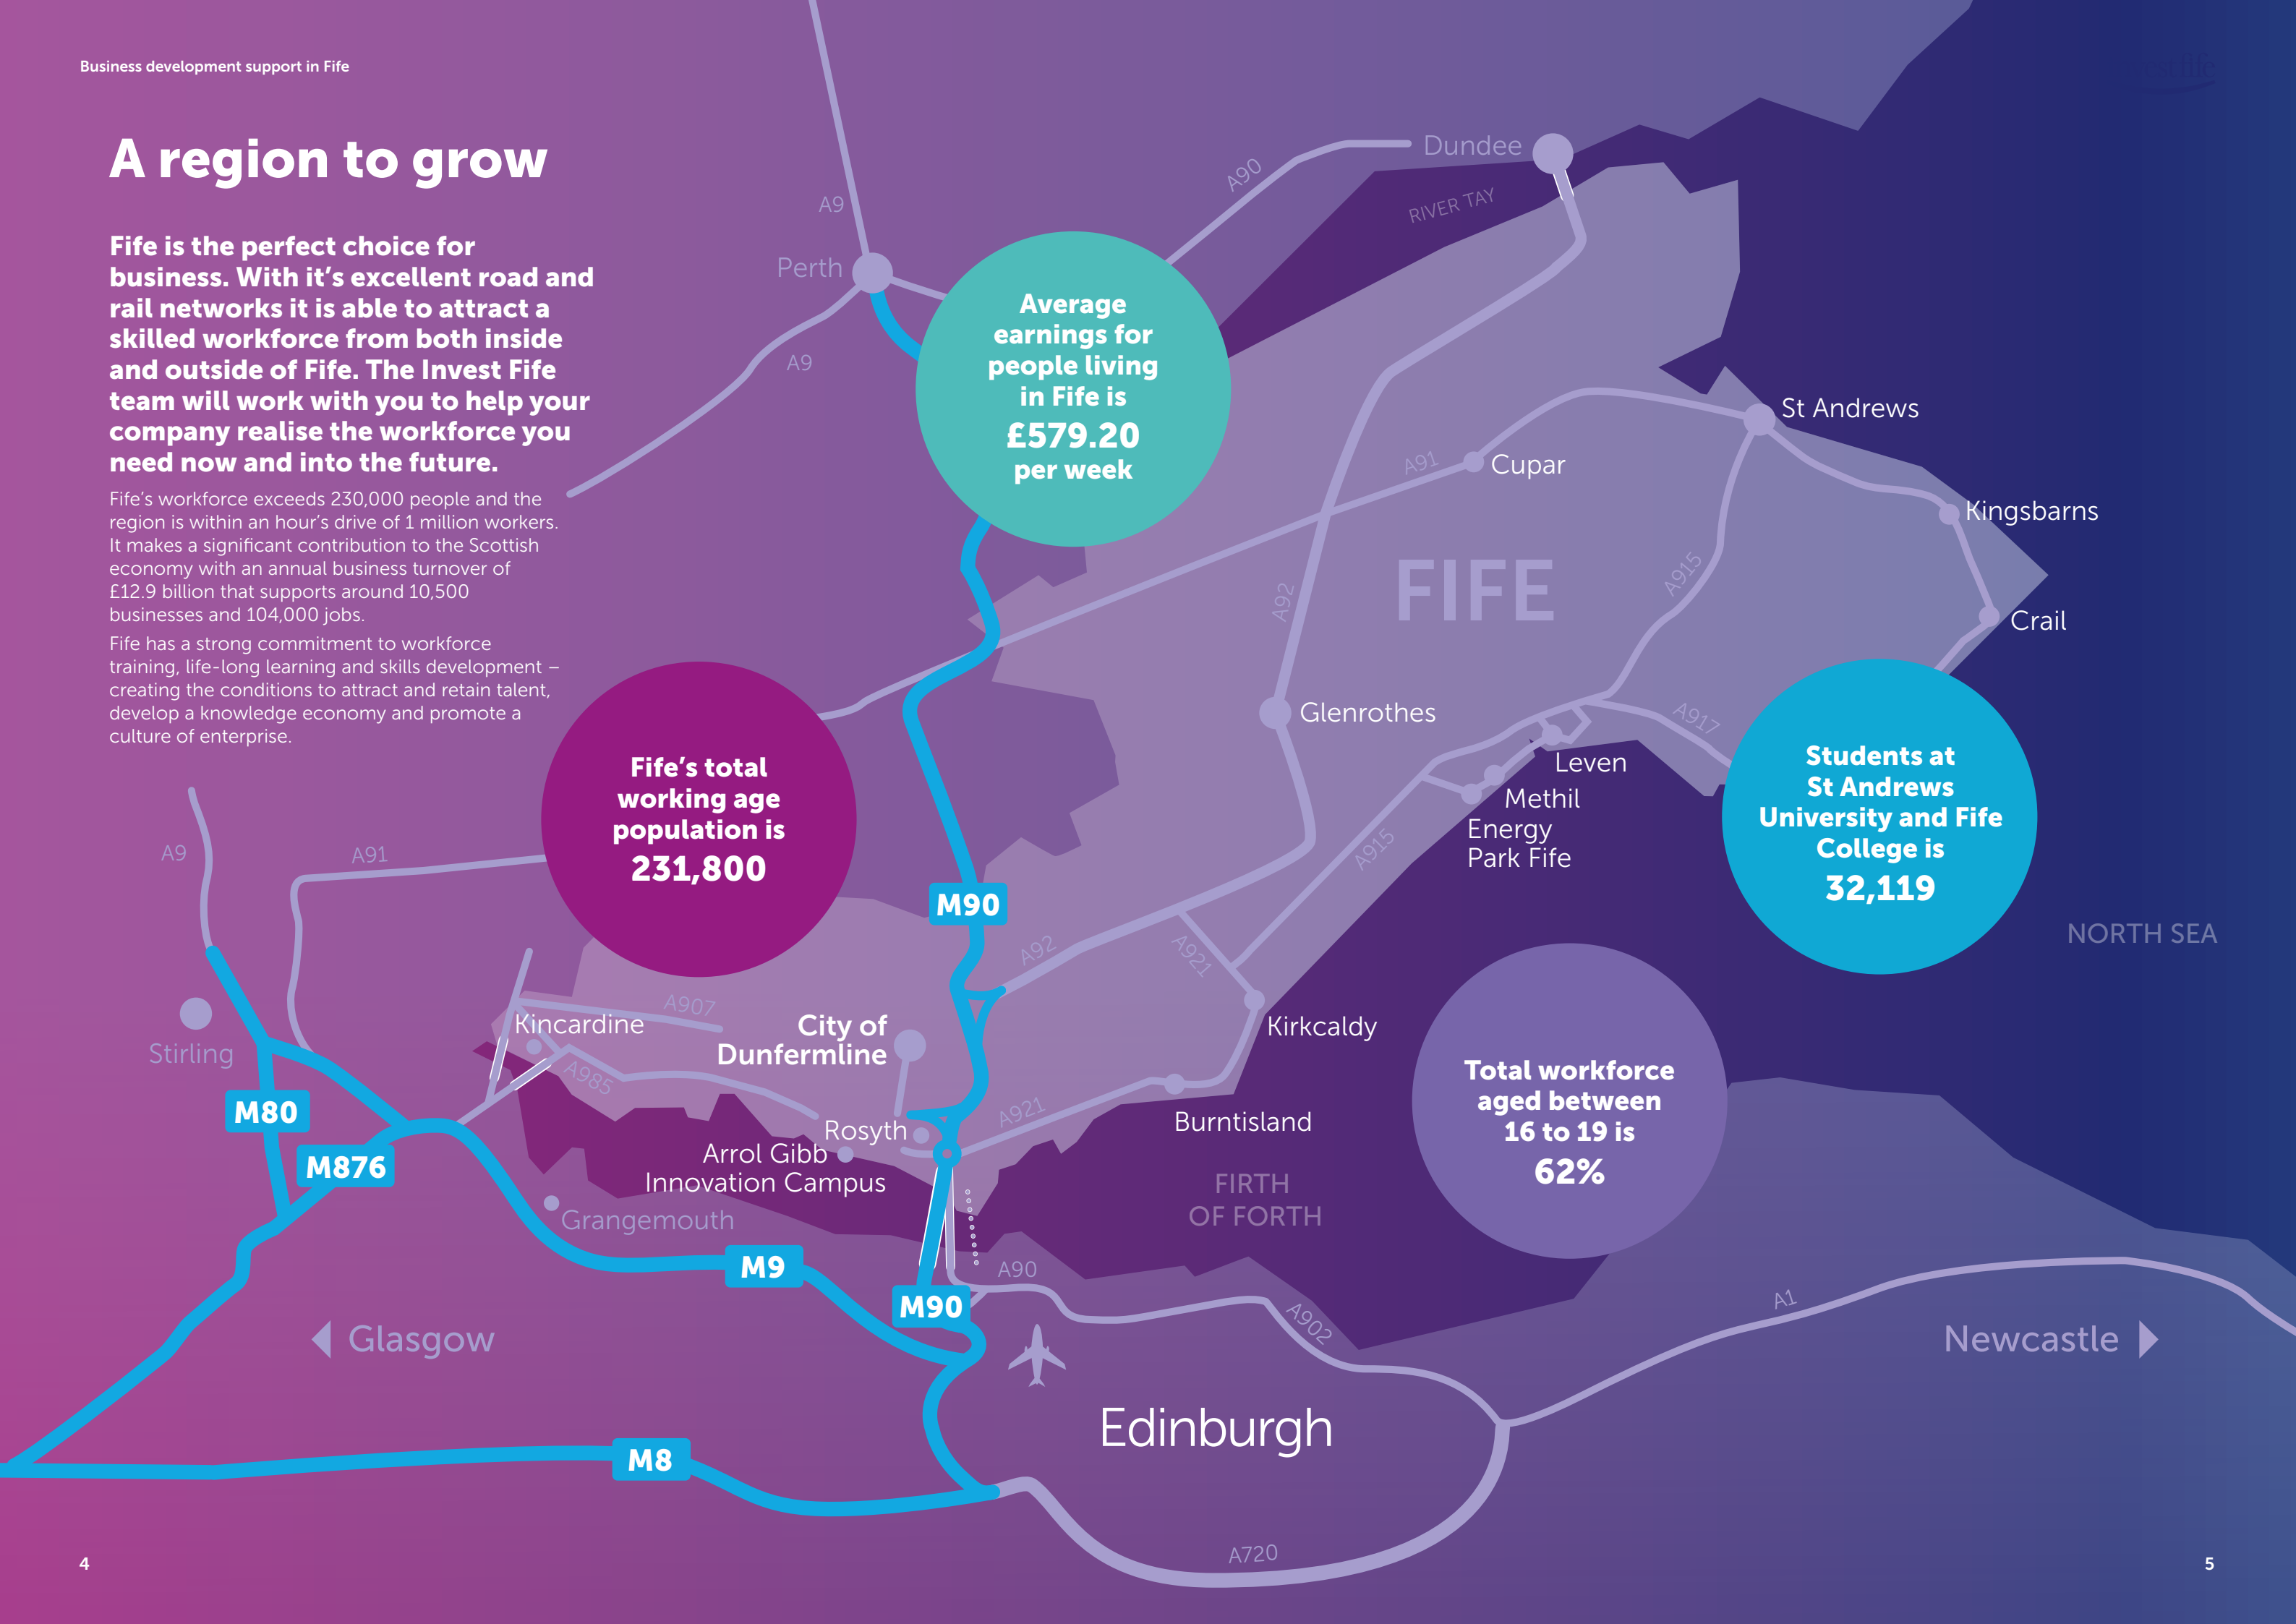 Business development support in Fife
A region to grow
Fife is the perfect choice for
business. With it’s excellent road and
rail networks it is able to attract a
skilled workforce from both inside
and outside of Fife. The Invest Fife
team will work with you to help your
company realise the workforce you
need now and into the future.
Fife’s workforce exceeds 230,000 people and the
region is within an hour’s drive of 1 million workers.
It makes a significant contribution to the Scottish
economy with an annual business turnover of
£12.9 billion that supports around 10,500
businesses and 104,000 jobs.
Fife has a strong commitment to workforce
training, life-long learning and skills development –
creating the conditions to attract and retain talent,
develop a knowledge economy and promote a
culture of enterprise.
A9
Perth
A9
A90
Dundee
RIVER TAY
Average
earnings for
people living
in Fife is
£579.20
per week
St Andrews
A91
Cupar
Kingsbarns
FIFE
A92
A915
Crail
Glenrothes
A917
Leven
Methil
Energy
Park Fife
A915
Fife’s total
working age
population is
231,800
Students at
St Andrews
University and Fife
College is
32,119
NORTH SEA
A9
A91
M90
A92
A921
A907
Kincardine
City of
Dunfermline
Kirkcaldy
Stirling
A985
M80
M876
A921
Burntisland
Rosyth
Arrol Gibb
Innovation Campus
Grangemouth
FIRTH
OF FORTH
Total workforce
aged between
16 to 19 is
62%
M9
A90
M90
A902
A1
Glasgow
Newcastle
Edinburgh
M8
A720
4
5